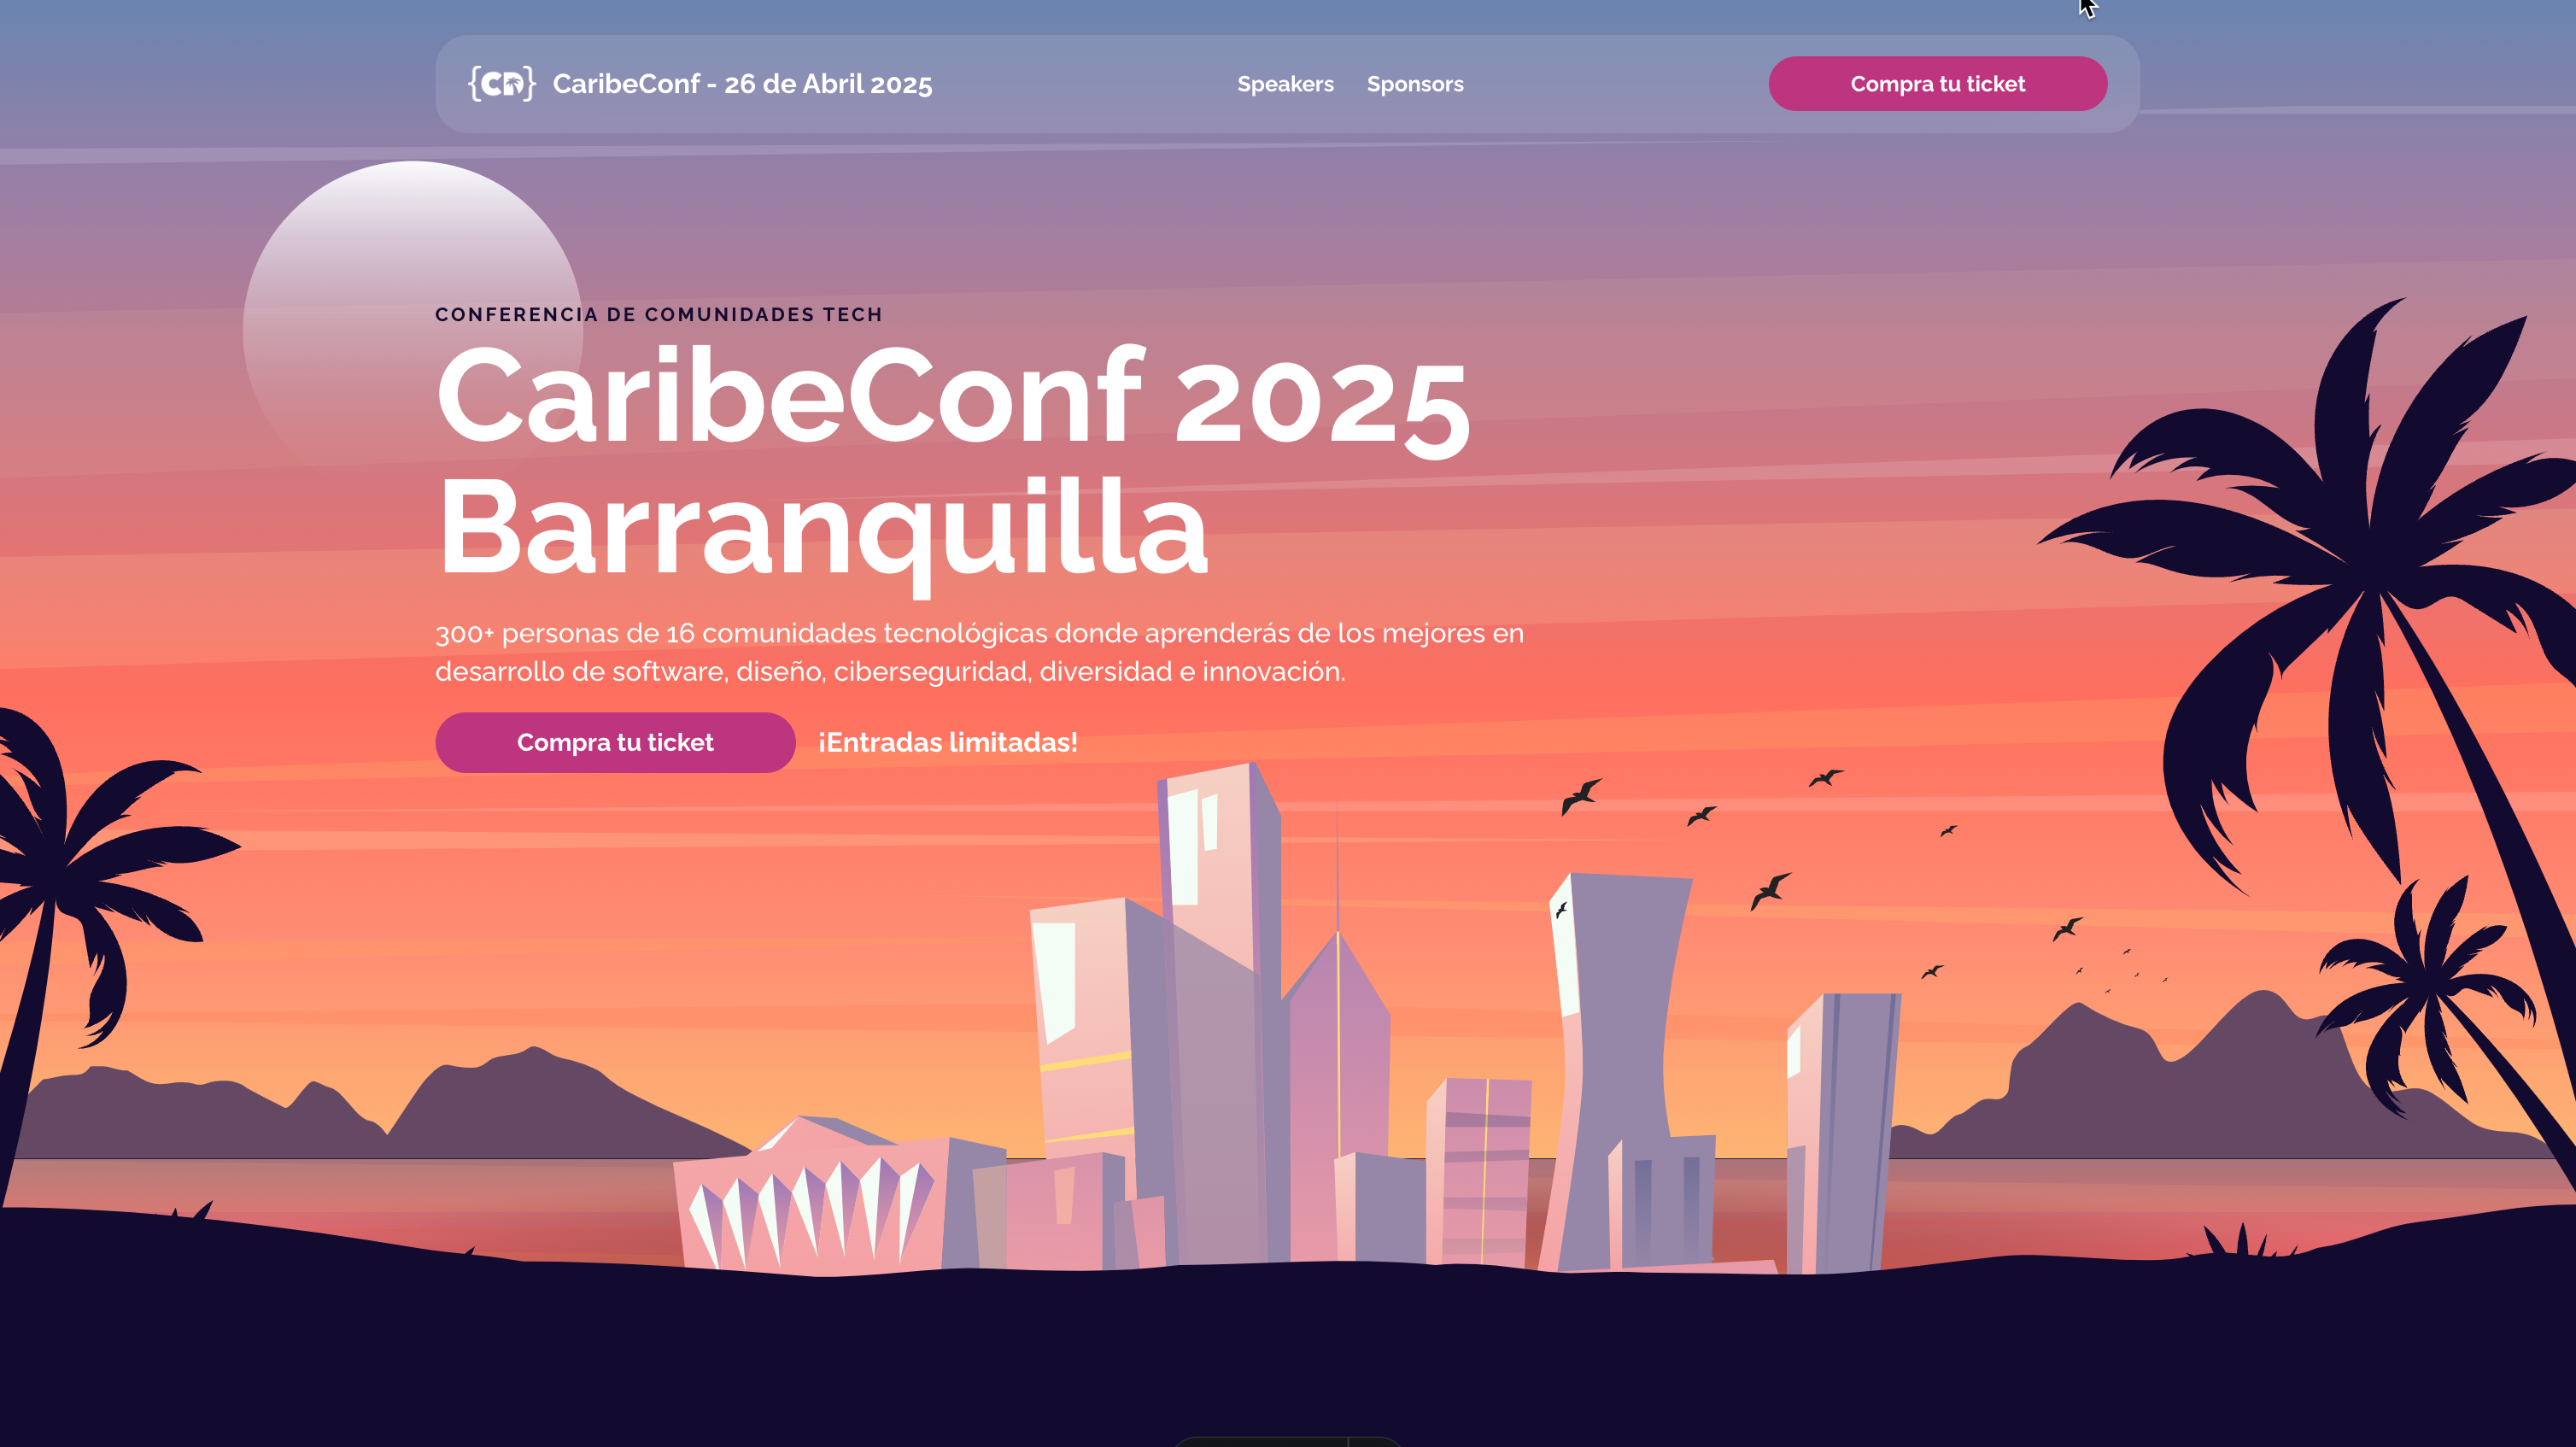 {CD} CaribeConf - 26 de Abril 2025
Speakers
Sponsors
Compra tu ticket
CONFERENCIA DE COMUNIDADES TECH
CaribeConf 2025
Barranquilla
300+ personas de 16 comunidades tecnológicas donde aprenderás de los mejores en
desarrollo de software, diseño, ciberseguridad, diversidad e innovación.
Compra tu ticket
¡Entradas limitadas!